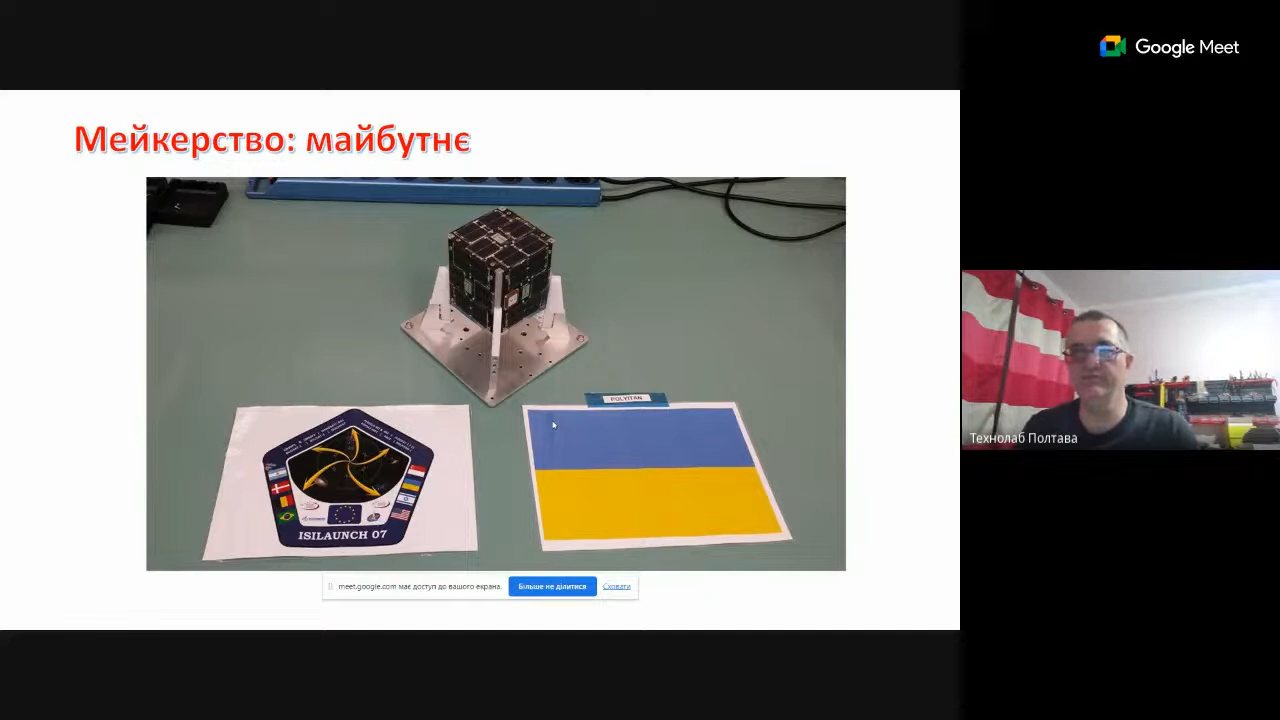 Google Meet
Мейкерство: майбутнє
POLYITAN
ISILAUNCH 07
Технолаб Полтава
meet.google.com має доступ до вашого екрана.
Більше не ділитися
Сховати